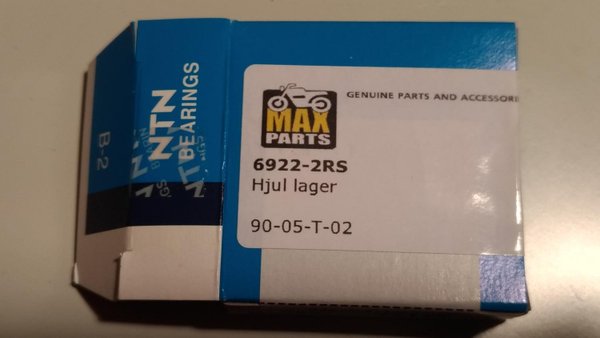 B-2
NTN
BEARINGS
GENUINE PARTS AND ACCESSORI
MAX
PARTS
6922-2RS
Hjul lager
90-05-T-02